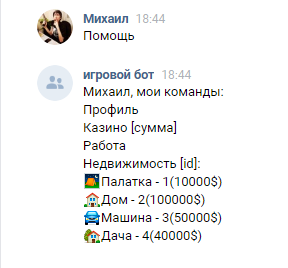 Михаил 18:44
Помощь
игровой бот 18:44
Михаил, мои команды:
Профиль
Казино [сумма]
Работа
Недвижимость [id]:
🏕Палатка - 1(10000$)
🏠Дом - 2(100000$)
🚘Машина - 3(50000$)
🏡Дача - 4(40000$)